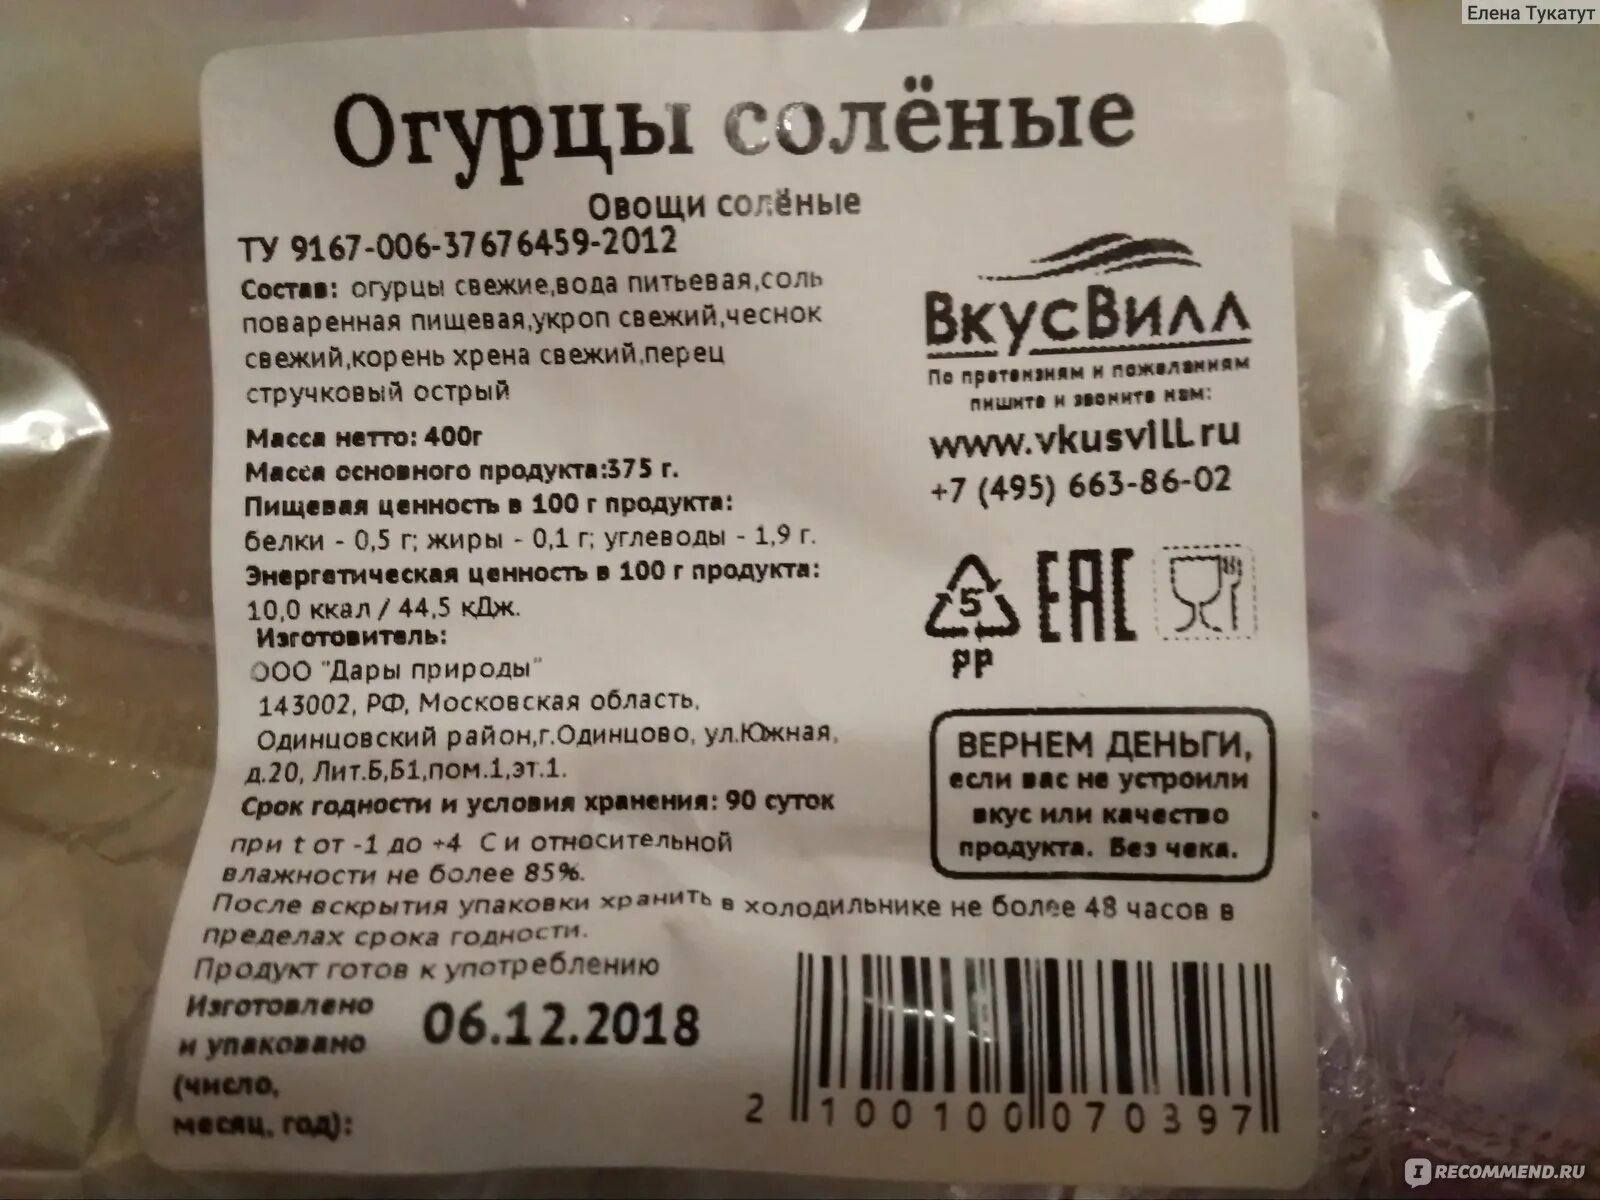 Елена Тукатут
Огурцы солёные
Овощи солёные
ТУ 9167-006-37676459-2012
Состав: огурцы свежие,вода питьевая,соль
поваренная пищевая,укроп свежий,чеснок
свежий,корень хрена свежий,перец
стручковый острый
Масса нетто: 400г
Масса основного продукта:375 г.
Пищевая ценность в 100 г продукта:
белки - 0,5 г; жиры - 0,1 г; углеводы - 1,9 г.
Энергетическая ценность в 100 г продукта:
10,0 ккал / 44,5 кДж.
Изготовитель:
ООО "Дары природы"
143002, РФ, Московская область,
Одинцовский район,г.Одинцово, ул.Южная,
д.20, Лит.Б,Б1,пом.1,эт.1.
Срок годности и условия хранения: 90 суток
при t от -1 до +4 С и относительной
влажности не более 85%.
После вскрытия упаковки хранить в холодильнике не более 48 часов в
пределах срока годности.
Продукт готов к употреблению
Изготовлено
и упаковано
(число,
месяц, год):
06.12.2018
ВкусВилл
По претензиям и пожеланиям
пишите и звоните нам:
www.vkusvill.ru
+7 (495) 663-86-02
5
PP
EAC
ВЕРНЕМ ДЕНЬГИ,
если вас не устроили
вкус или качество
продукта. Без чека.
2 100100 070397
IRECOMMEND.RU